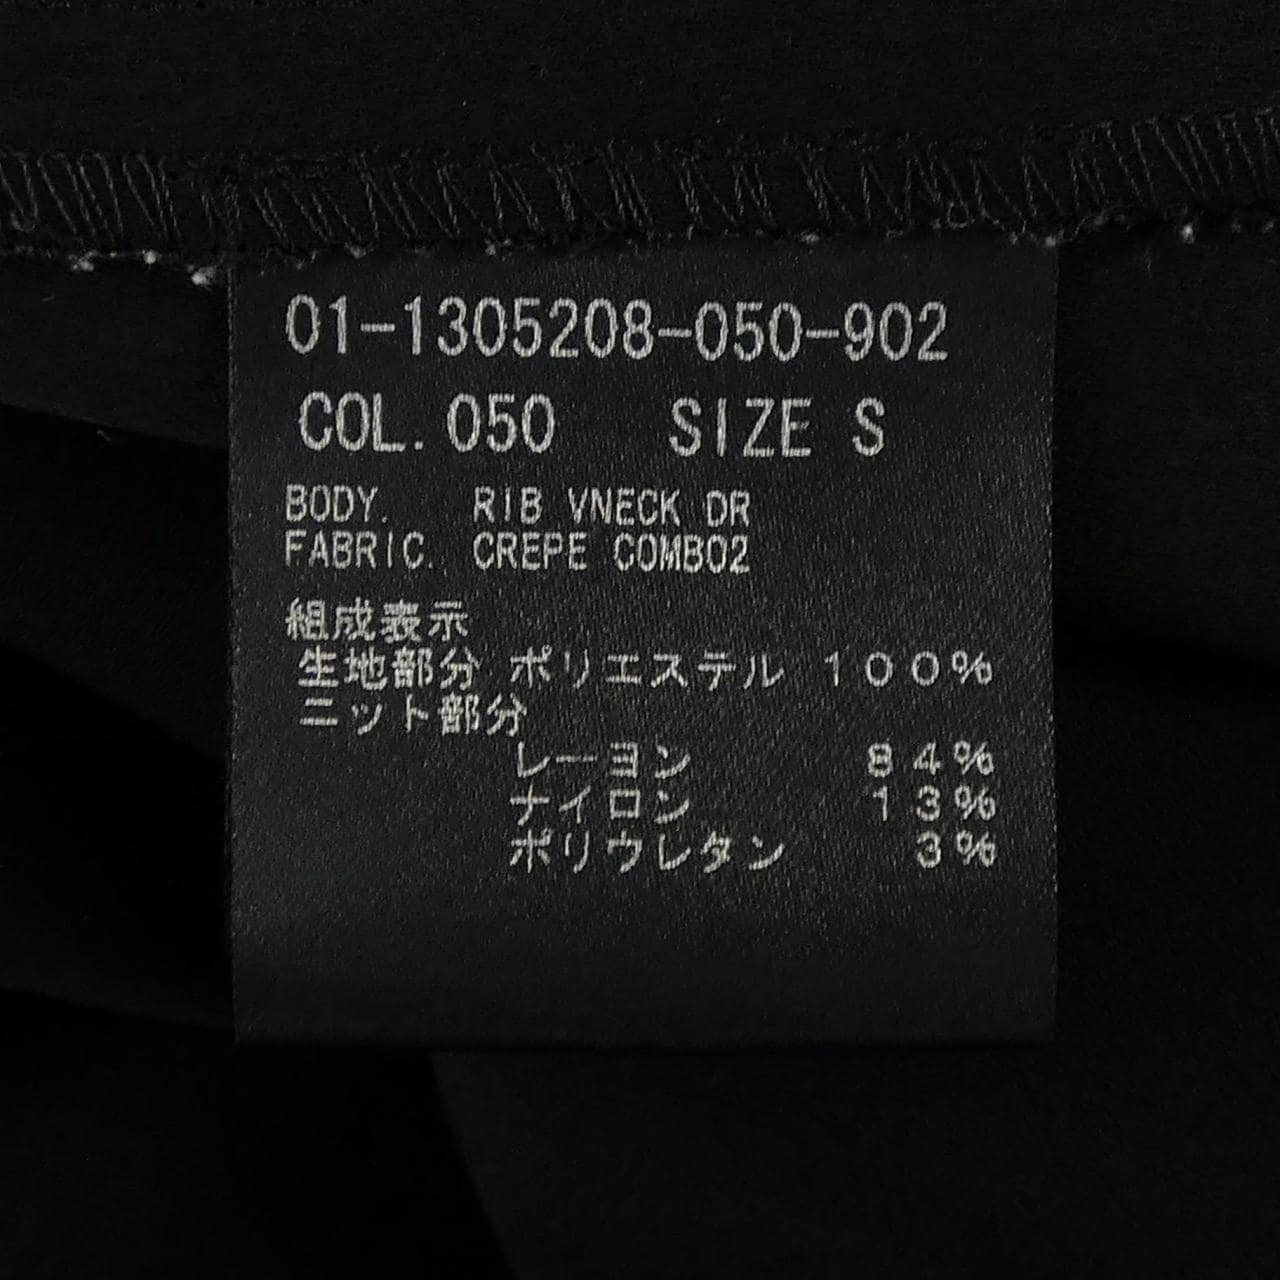 01-1305208-050-902
COL. 050 SIZE S
BODY. RIB VNECK DR
FABRIC. CREPE COMBO2
組成表示
生地部分 ポリエステル 100%
ニット部分
レーヨン 84%
ナイロン 13%
ポリウレタン 3%